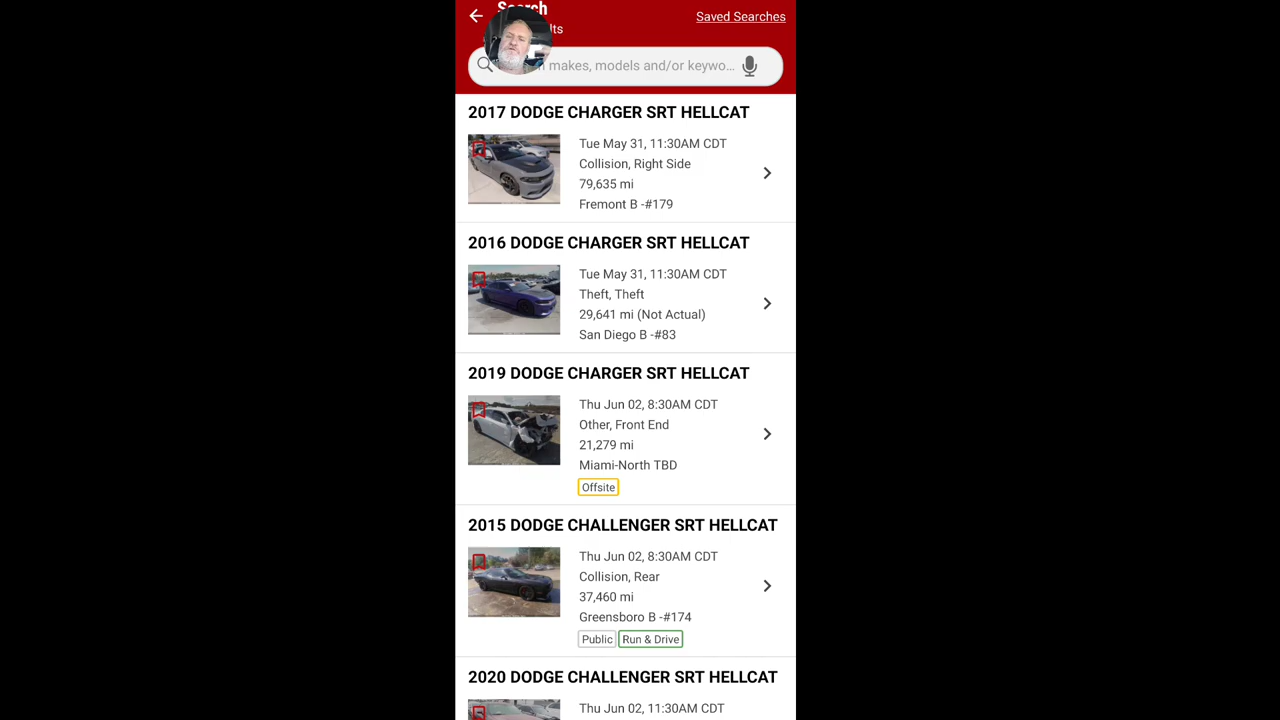 Search
Saved Searches
makes, models and/or keywo...
2017 DODGE CHARGER SRT HELLCAT
Tue May 31, 11:30AM CDT
Collision, Right Side
79,635 mi
Fremont B -#179
2016 DODGE CHARGER SRT HELLCAT
Tue May 31, 11:30AM CDT
Theft, Theft
29,641 mi (Not Actual)
San Diego B -#83
2019 DODGE CHARGER SRT HELLCAT
Thu Jun 02, 8:30AM CDT
Other, Front End
21,279 mi
Miami-North TBD
Offsite
2015 DODGE CHALLENGER SRT HELLCAT
Thu Jun 02, 8:30AM CDT
Collision, Rear
37,460 mi
Greensboro B -#174
Public Run & Drive
2020 DODGE CHALLENGER SRT HELLCAT
Thu Jun 02, 11:30AM CDT